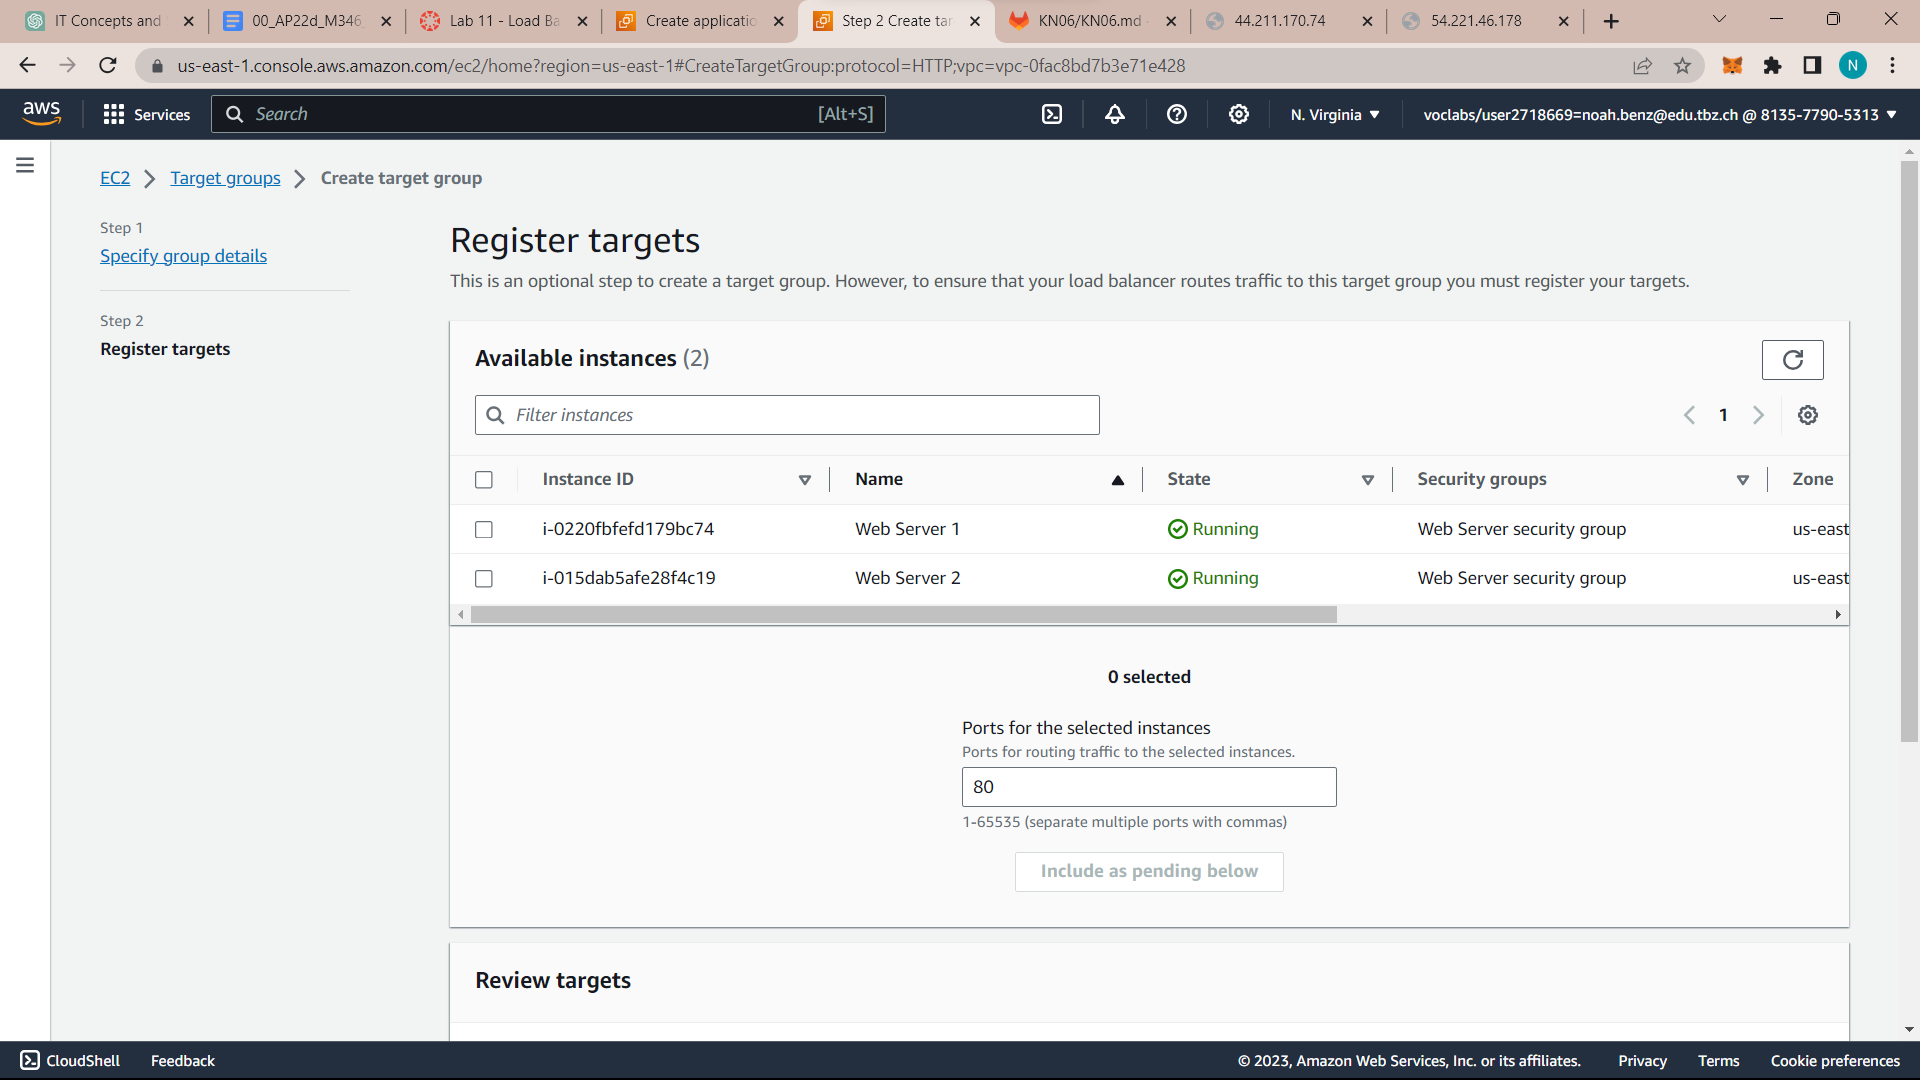 IT Concepts and
00_AP22d_M346
Lab 11 - Load Ba
Create applicatio
Step 2 Create tar
KN06/KN06.md
44.211.170.74
54.221.46.178
us-east-1.console.aws.amazon.com/ec2/home?region=us-east-1#CreateTargetGroup:protocol=HTTP;vpc=vpc-0fac8bd7b3e71e428
N
aws
Services
Search
[Alt+S]
N. Virginia
voclabs/user2718669=noah.benz@edu.tbz.ch @ 8135-7790-5313
EC2 > Target groups > Create target group
Step 1
Specify group details
Step 2
Register targets
Register targets
This is an optional step to create a target group. However, to ensure that your load balancer routes traffic to this target group you must register your targets.
Available instances (2)
Filter instances
1
Instance ID Name State Security groups Zone
i-0220fbfefd179bc74 Web Server 1 Running Web Server security group us-east
i-015dab5afe28f4c19 Web Server 2 Running Web Server security group us-east
0 selected
Ports for the selected instances
Ports for routing traffic to the selected instances.
80
1-65535 (separate multiple ports with commas)
Include as pending below
Review targets
CloudShell
Feedback
© 2023, Amazon Web Services, Inc. or its affiliates.
Privacy
Terms
Cookie preferences